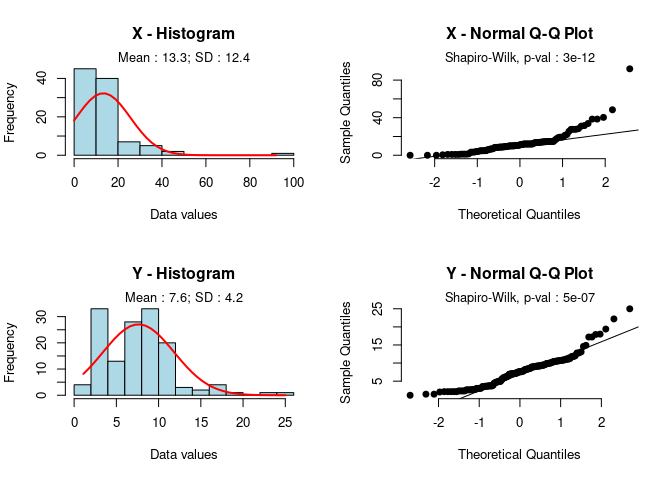 X - Histogram
Mean : 13.3; SD : 12.4
Frequency
40
20
0
0 20 40 60 80 100
Data values
X - Normal Q-Q Plot
Shapiro-Wilk, p-val : 3e-12
Sample Quantiles
80
40
0
-2 -1 0 1 2
Theoretical Quantiles
Y - Histogram
Mean : 7.6; SD : 4.2
Frequency
30
20
10
0
0 5 10 15 20 25
Data values
Y - Normal Q-Q Plot
Shapiro-Wilk, p-val : 5e-07
Sample Quantiles
25
15
5
-2 -1 0 1 2
Theoretical Quantiles